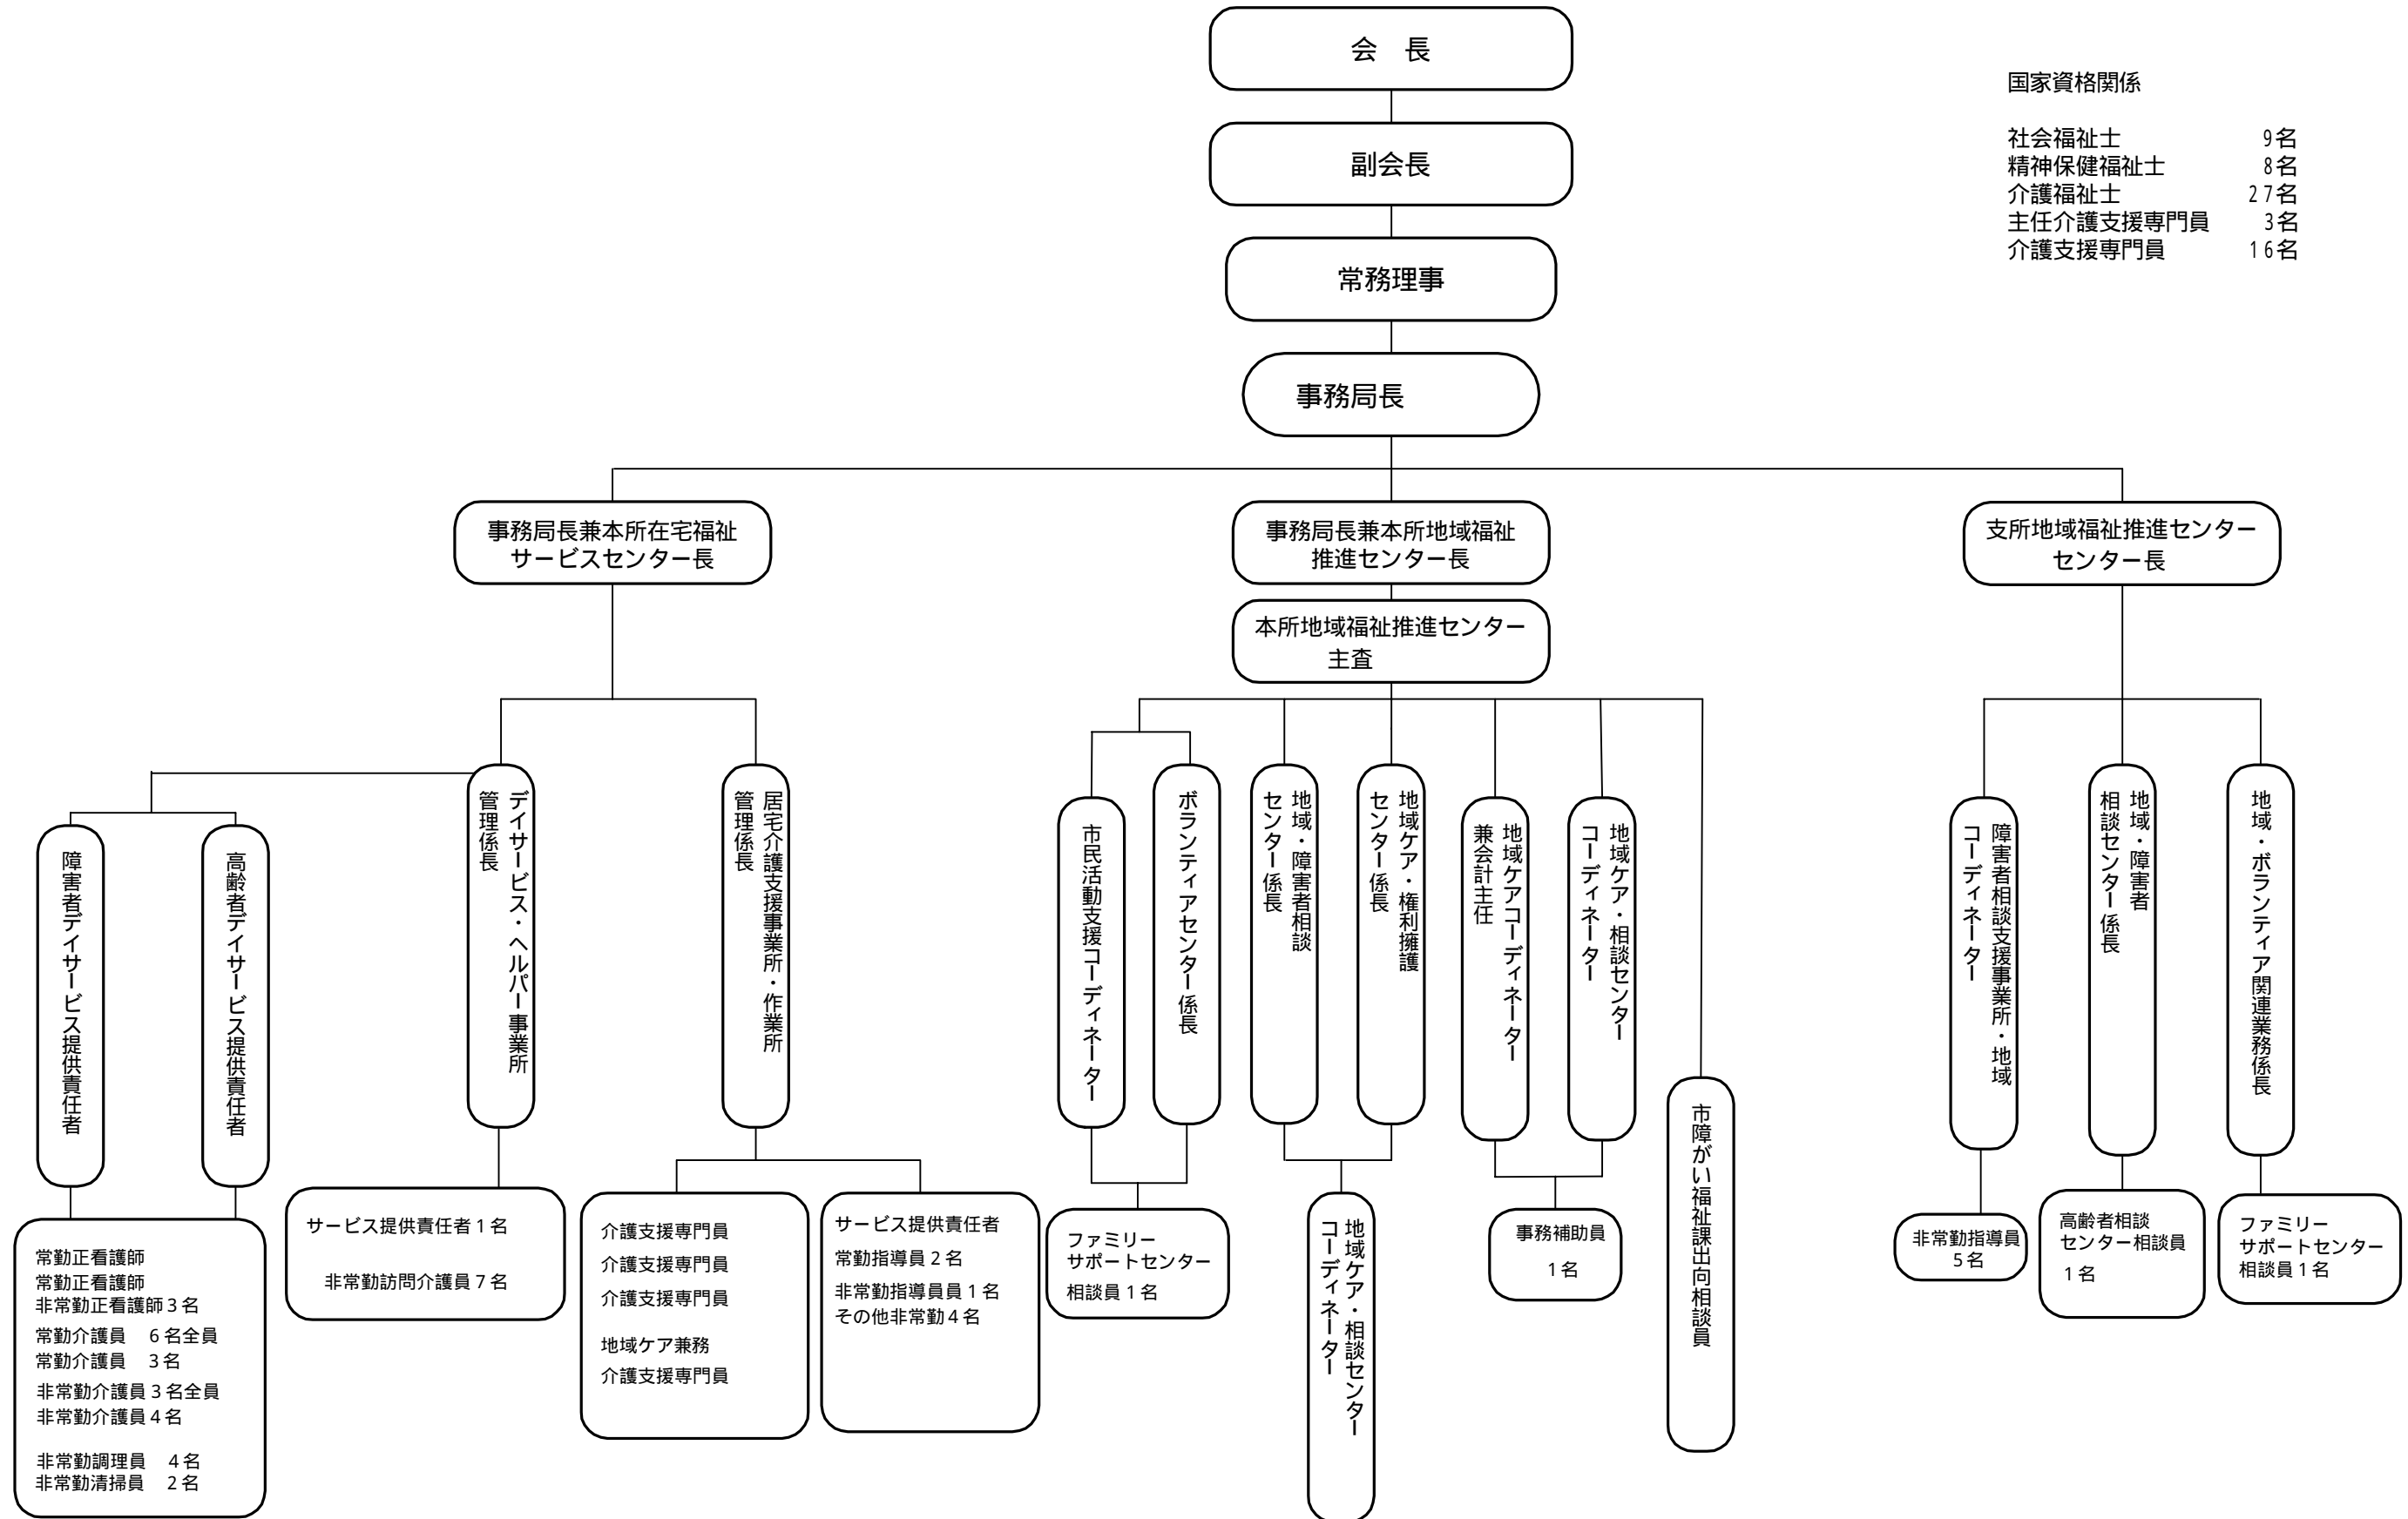 会　長
国家資格関係
社会福祉士　9名
精神保健福祉士　8名
介護福祉士　27名
主任介護支援専門員　3名
介護支援専門員　16名
副会長
常務理事
事務局長
事務局長兼本所在宅福祉
サービスセンター長
事務局長兼本所地域福祉
推進センター長
支所地域福祉推進センター
センター長
本所地域福祉推進センター
主査
障害者デイサービス提供責任者
高齢者デイサービス提供責任者
デイサービス・ヘルパー事業所
管理係長
居宅介護支援事業所・作業所
管理係長
市民活動支援コーディネーター
ボランティアセンター係長
地域・障害者相談
センター係長
地域ケア・権利擁護
センター係長
地域ケアコーディネーター
兼会計主任
地域ケア・相談センター
コーディネーター
市障がい福祉課出向相談員
障害者相談支援事業所・地域
コーディネーター
地域・障害者
相談センター係長
地域・ボランティア関連業務係長
常勤正看護師
常勤正看護師
非常勤正看護師3名
常勤介護員　6名全員
常勤介護員　3名
非常勤介護員3名全員
非常勤介護員4名
非常勤調理員　4名
非常勤清掃員　2名
サービス提供責任者1名
非常勤訪問介護員7名
介護支援専門員
介護支援専門員
介護支援専門員
地域ケア兼務
介護支援専門員
サービス提供責任者
常勤指導員2名
非常勤指導員員1名
その他非常勤4名
ファミリー
サポートセンター
相談員1名
地域ケア・相談センター
コーディネーター
事務補助員
1名
非常勤指導員
5名
高齢者相談
センター相談員
1名
ファミリー
サポートセンター
相談員1名